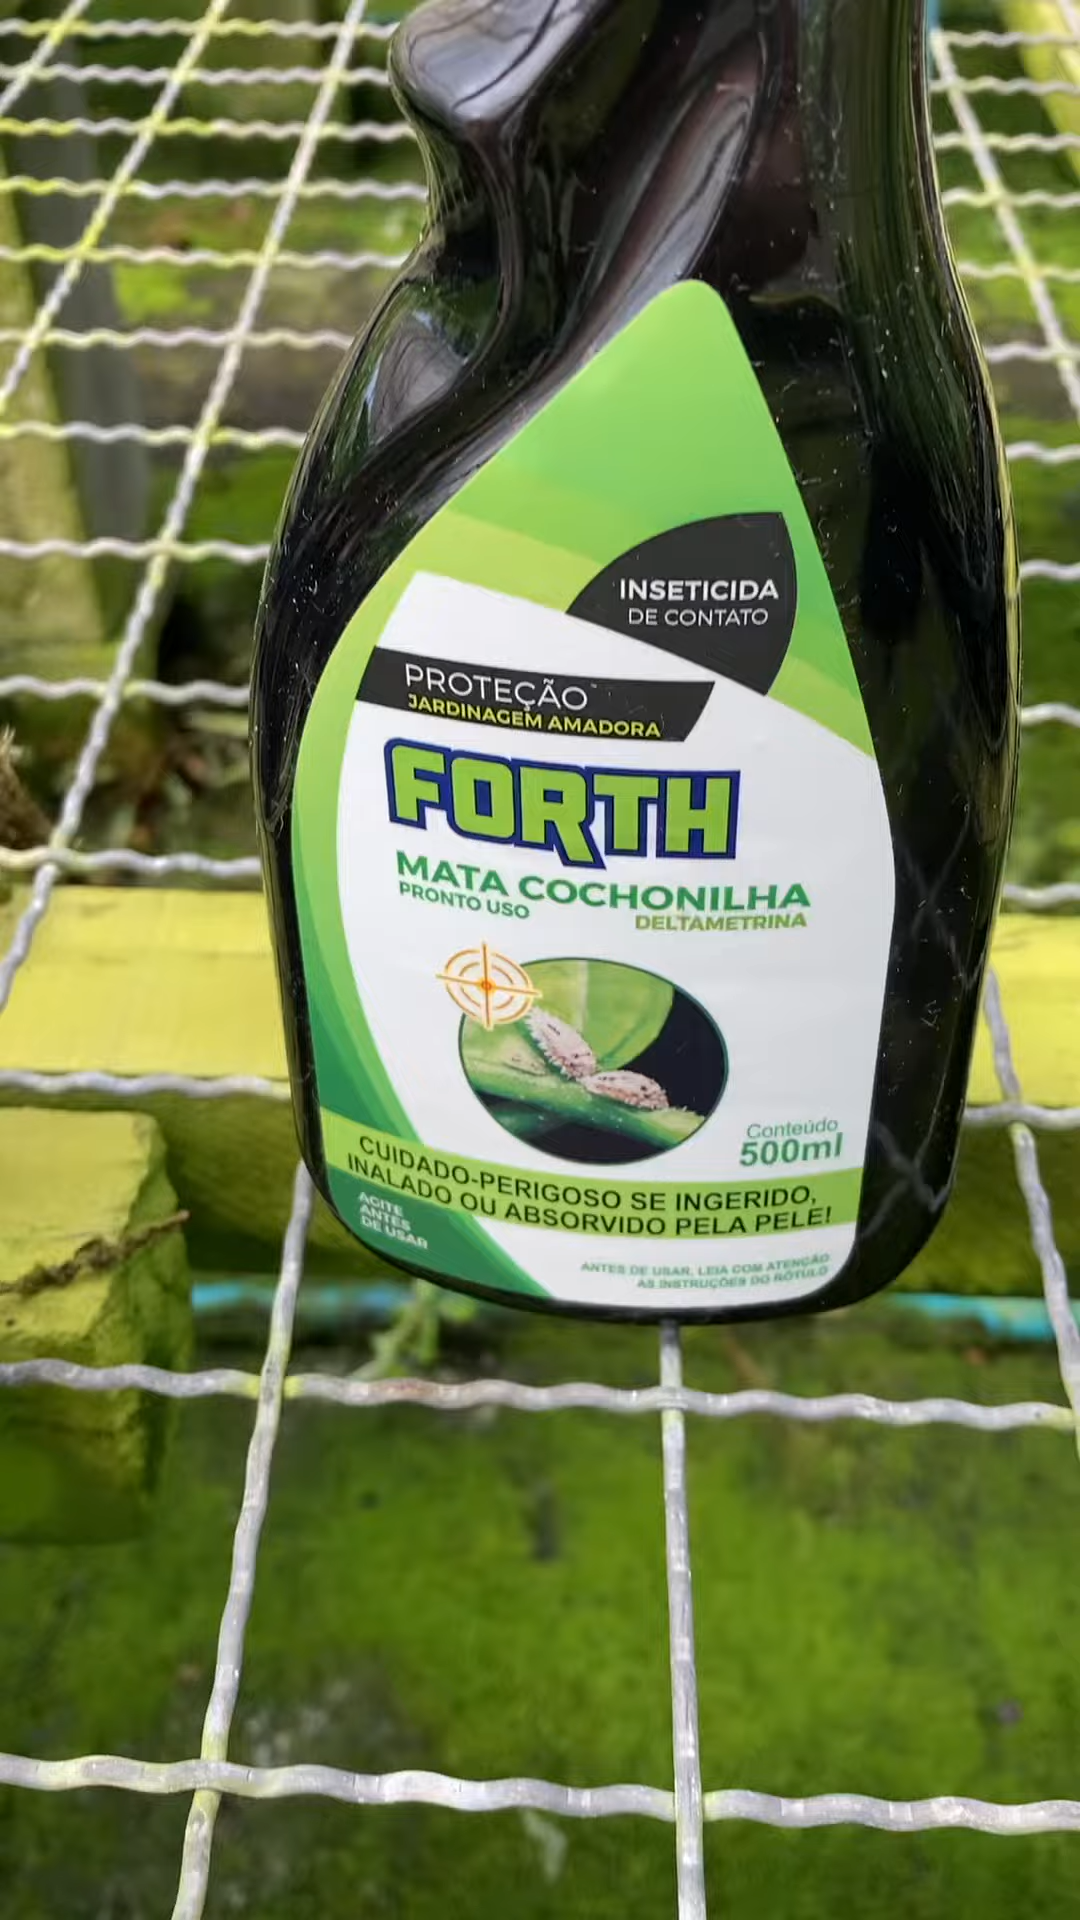 INSETICIDA
DE CONTATO
PROTEÇÃO
JARDINAGEM AMADORA
FORTH
MATA COCHONILHA
PRONTO USO
DELTAMETRINA
Conteúdo
500ml
CUIDADO-PERIGOSO SE INGERIDO,
INALADO OU ABSORVIDO PELA PELE!
AGITE
ANTES
DE USAR
ANTES DE USAR, LEIA COM ATENÇÃO
AS INSTRUÇÕES DO RÓTULO